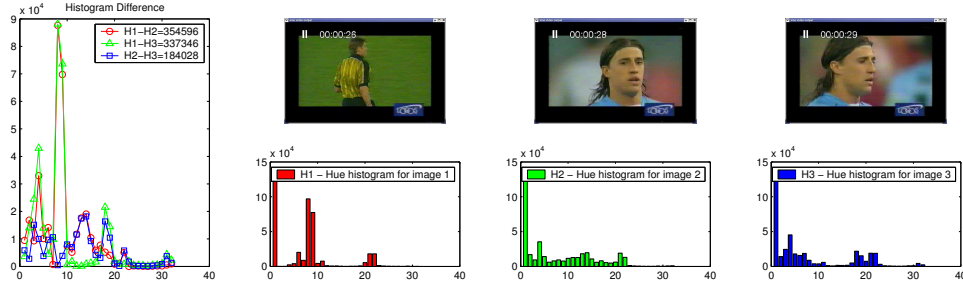 x 10⁴
Histogram Difference
9
8
7
6
5
4
3
2
1
0
0 10 20 30 40
H1−H2=354596
H1−H3=337346
H2−H3=184028
00:00:26
00:00:28
00:00:29
x 10⁴
15
10
5
0
0 10 20 30 40
H1 − Hue histogram for image 1
x 10⁴
15
10
5
0
0 10 20 30 40
H2 − Hue histogram for image 2
x 10⁴
15
10
5
0
0 10 20 30 40
H3 − Hue histogram for image 3